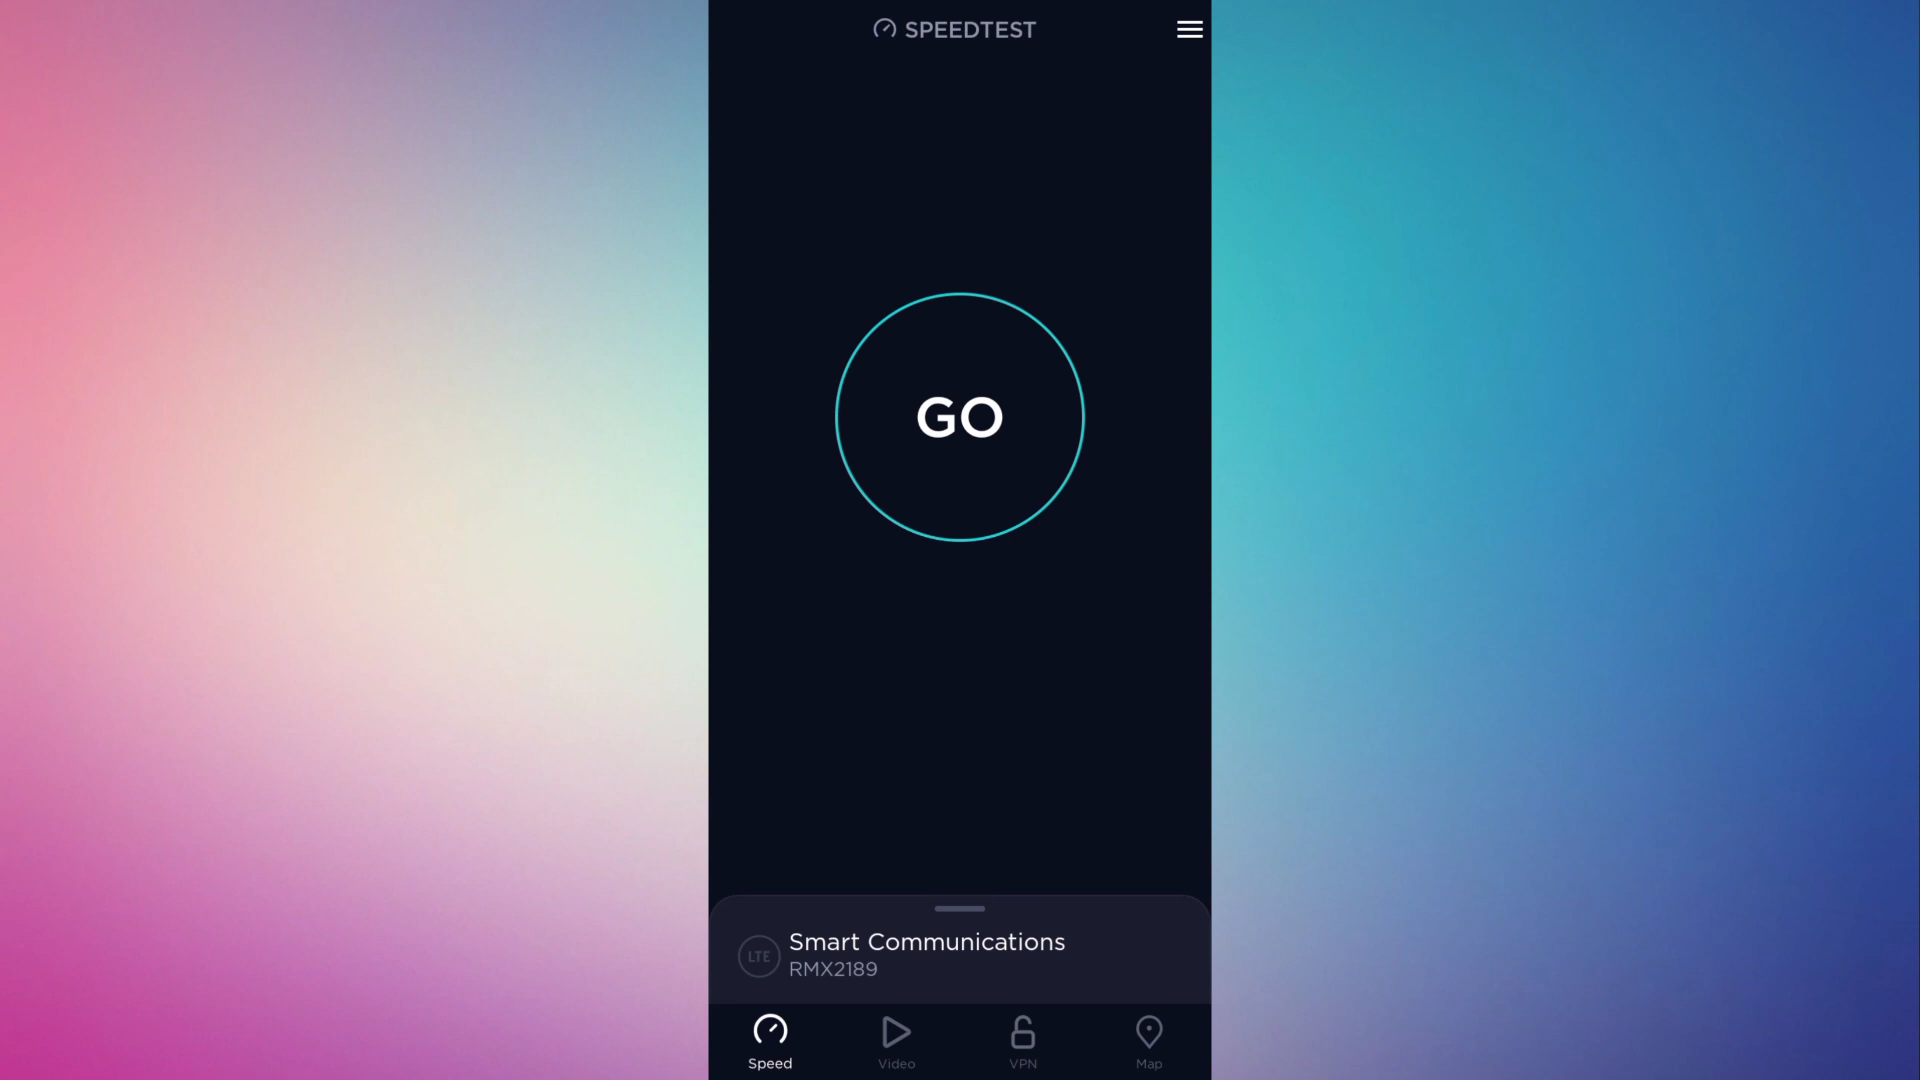 SPEEDTEST
GO
Smart Communications
LTE
RMX2189
Speed
Video
VPN
Map